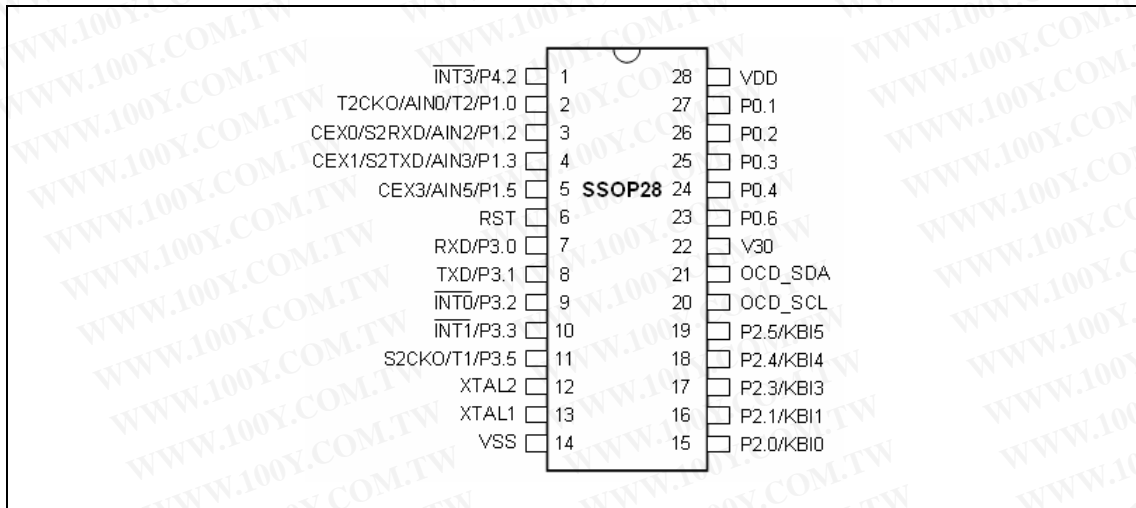 INT3/P4.2 1 28 VDD
T2CKO/AIN0/T2/P1.0 2 27 P0.1
CEX0/S2RXD/AIN2/P1.2 3 26 P0.2
CEX1/S2TXD/AIN3/P1.3 4 25 P0.3
CEX3/AIN5/P1.5 5 SSOP28 24 P0.4
RST 6 23 P0.6
RXD/P3.0 7 22 V30
TXD/P3.1 8 21 OCD_SDA
INT0/P3.2 9 20 OCD_SCL
INT1/P3.3 10 19 P2.5/KBI5
S2CKO/T1/P3.5 11 18 P2.4/KBI4
XTAL2 12 17 P2.3/KBI3
XTAL1 13 16 P2.1/KBI1
VSS 14 15 P2.0/KBI0
WWW.100Y.COM.TW